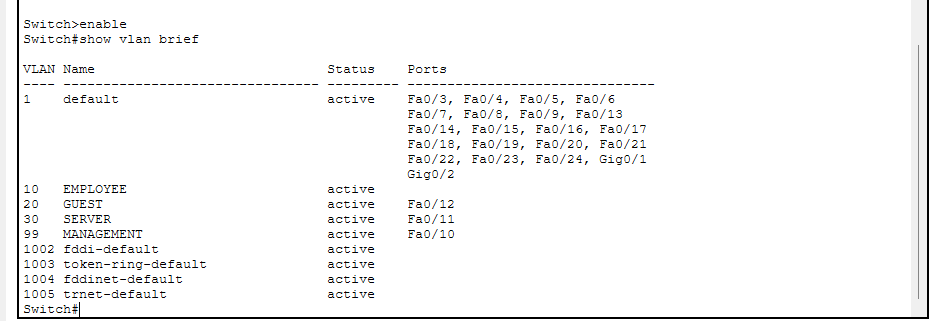 Switch>enable
Switch#show vlan brief
VLAN Name                             Status    Ports
---- -------------------------------- --------- -------------------------------
1    default                          active    Fa0/3, Fa0/4, Fa0/5, Fa0/6
                                                Fa0/7, Fa0/8, Fa0/9, Fa0/13
                                                Fa0/14, Fa0/15, Fa0/16, Fa0/17
                                                Fa0/18, Fa0/19, Fa0/20, Fa0/21
                                                Fa0/22, Fa0/23, Fa0/24, Gig0/1
                                                Gig0/2
10   EMPLOYEE                         active
20   GUEST                            active    Fa0/12
30   SERVER                           active    Fa0/11
99   MANAGEMENT                       active    Fa0/10
1002 fddi-default                     active
1003 token-ring-default               active
1004 fddinet-default                  active
1005 trnet-default                    active
Switch#